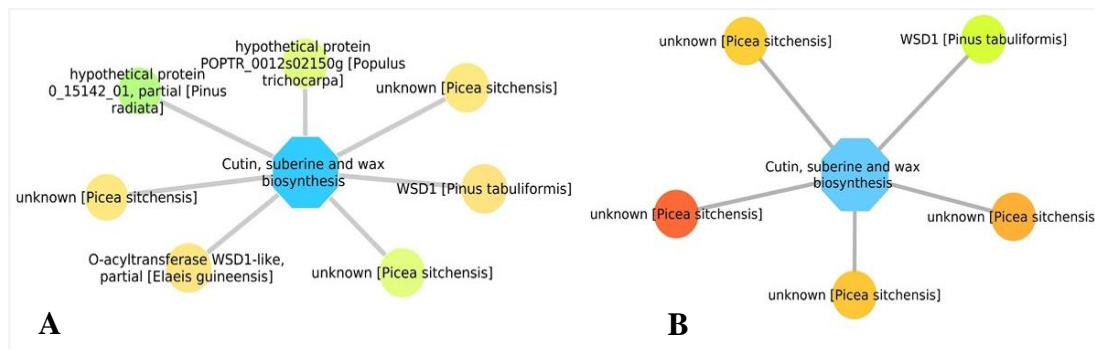 hypothetical protein
POPTR_0012s02150g [Populus
trichocarpa]
hypothetical protein
0_15142_01, partial [Pinus
radiata]
unknown [Picea sitchensis]
Cutin, suberine and wax
biosynthesis
unknown [Picea sitchensis]
WSD1 [Pinus tabuliformis]
O-acyltransferase WSD1-like,
partial [Elaeis guineensis]
unknown [Picea sitchensis]
A
unknown [Picea sitchensis]
WSD1 [Pinus tabuliformis]
Cutin, suberine and wax
biosynthesis
unknown [Picea sitchensis]
unknown [Picea sitchensis]
unknown [Picea sitchensis]
B